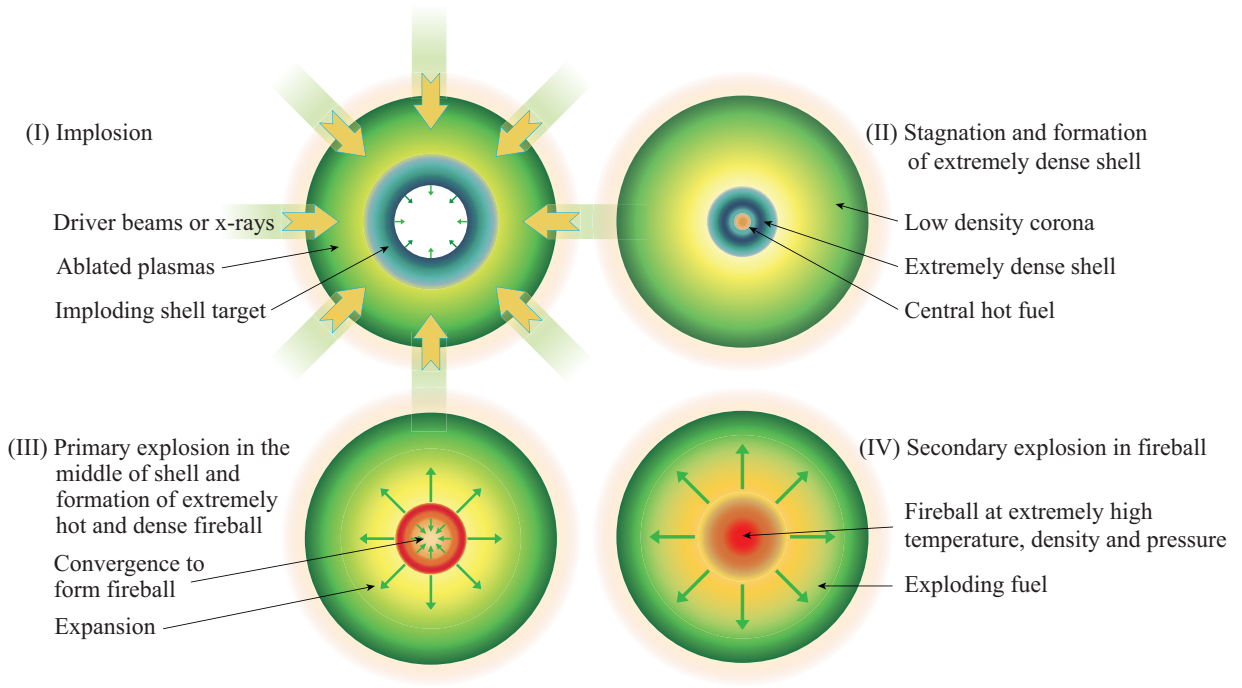 (I) Implosion
Driver beams or x-rays
Ablated plasmas
Imploding shell target
(II) Stagnation and formation
of extremely dense shell
Low density corona
Extremely dense shell
Central hot fuel
(III) Primary explosion in the
middle of shell and
formation of extremely
hot and dense fireball
Convergence to
form fireball
Expansion
(IV) Secondary explosion in fireball
Fireball at extremely high
temperature, density and pressure
Exploding fuel